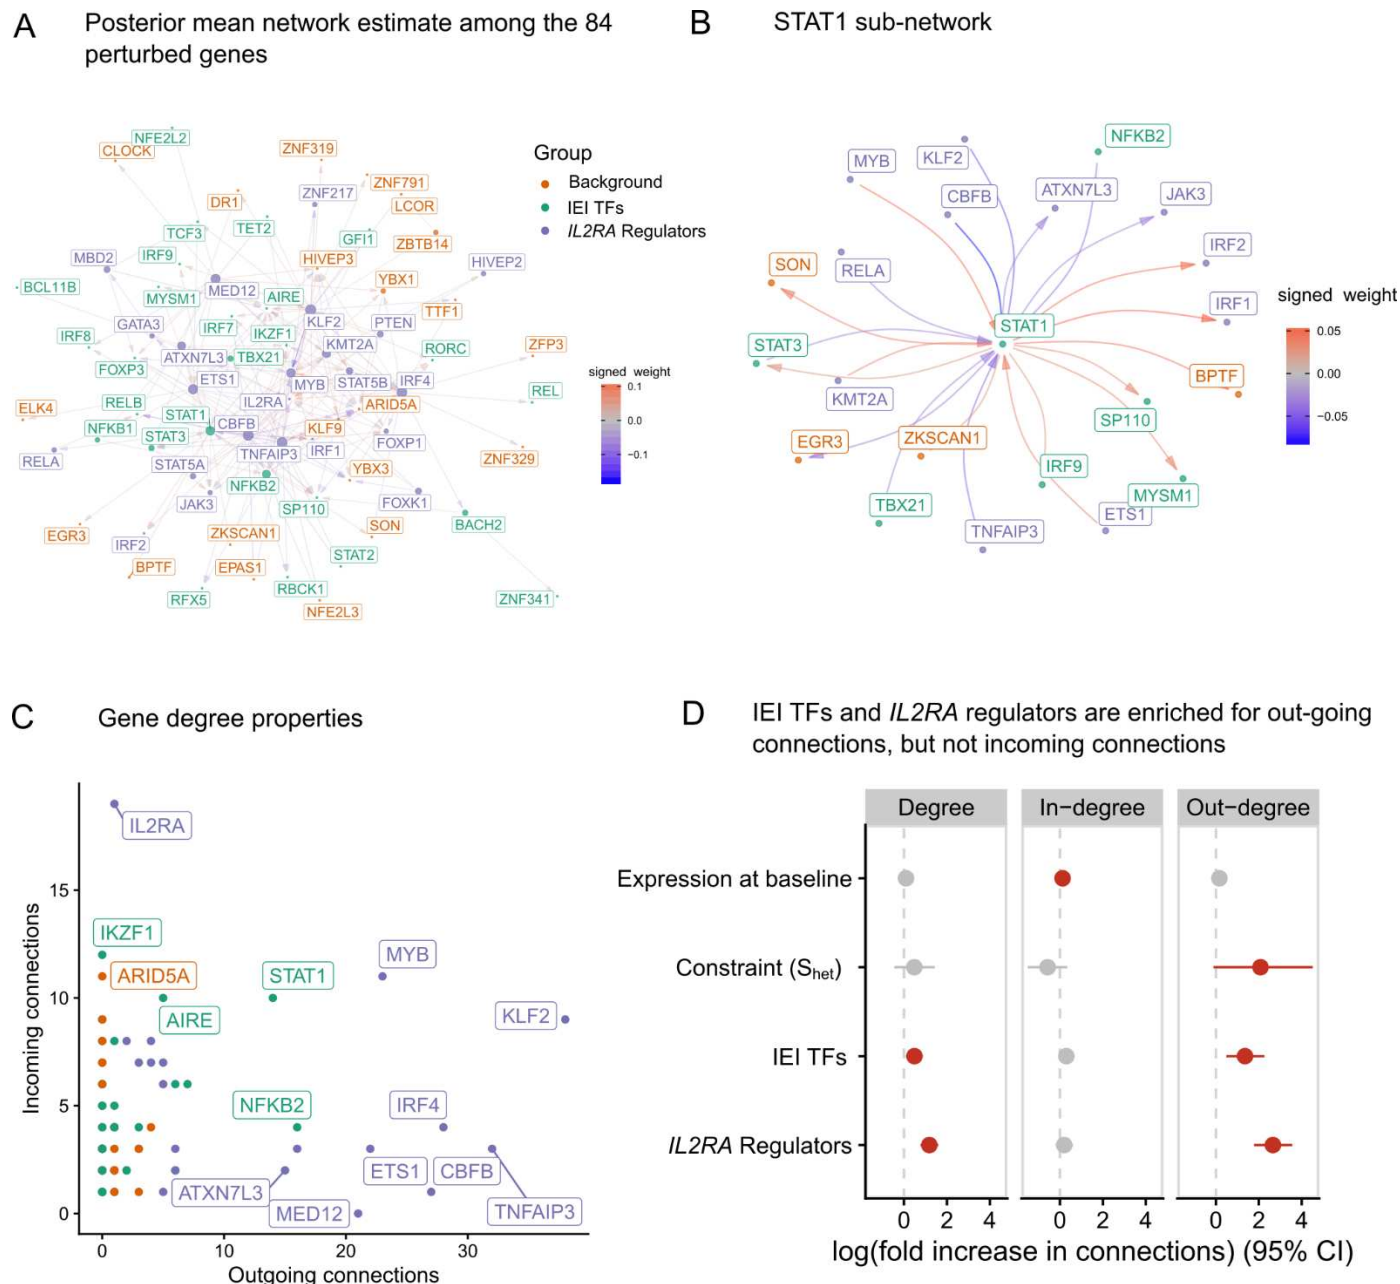 A
Posterior mean network estimate among the 84
perturbed genes
NFE2L2
CLOCK
ZNF319
ZNF791
ZNF217
LCOR
DR1
TET2
TCF3
GFI1
ZBTB14
IRF9
MBD2
HIVEP3
HIVEP2
YBX1
BCL11B
MYSM1
MED12
AIRE
TTF1
GATA3
IRF7
KLF2
PTEN
IRF8
IKZF1
KMT2A
ATXN7L3
TBX21
RORC
ZFP3
FOXP3
ETS1
MYB
STAT5B
IRF4
REL
RELB
IL2RA
ARID5A
ELK4
STAT1
CBFB
KLF9
NFKB1
STAT3
IRF1
FOXP1
RELA
TNFAIP3
ZNF329
STAT5A
YBX3
NFKB2
JAK3
SP110
FOXK1
EGR3
ZKSCAN1
SON
BACH2
IRF2
STAT2
BPTF
EPAS1
RBCK1
RFX5
NFE2L3
ZNF341
Group
Background
IEI TFs
IL2RA Regulators
signed weight
0.1
0.0
−0.1
B
STAT1 sub-network
NFKB2
KLF2
MYB
CBFB
ATXN7L3
JAK3
IRF2
SON
RELA
IRF1
STAT1
STAT3
BPTF
KMT2A
SP110
EGR3
ZKSCAN1
IRF9
MYSM1
TBX21
ETS1
TNFAIP3
signed weight
0.05
0.00
−0.05
C
Gene degree properties
IL2RA
15
IKZF1
MYB
ARID5A
STAT1
10
AIRE
KLF2
5
NFKB2
IRF4
ETS1
CBFB
ATXN7L3
MED12
TNFAIP3
0
0
10
20
30
Incoming connections
Outgoing connections
D
IEI TFs and IL2RA regulators are enriched for out-going
connections, but not incoming connections
Degree
In−degree
Out−degree
Expression at baseline
Constraint (Shet)
IEI TFs
IL2RA Regulators
0 2 4
0 2 4
0 2 4
log(fold increase in connections) (95% CI)